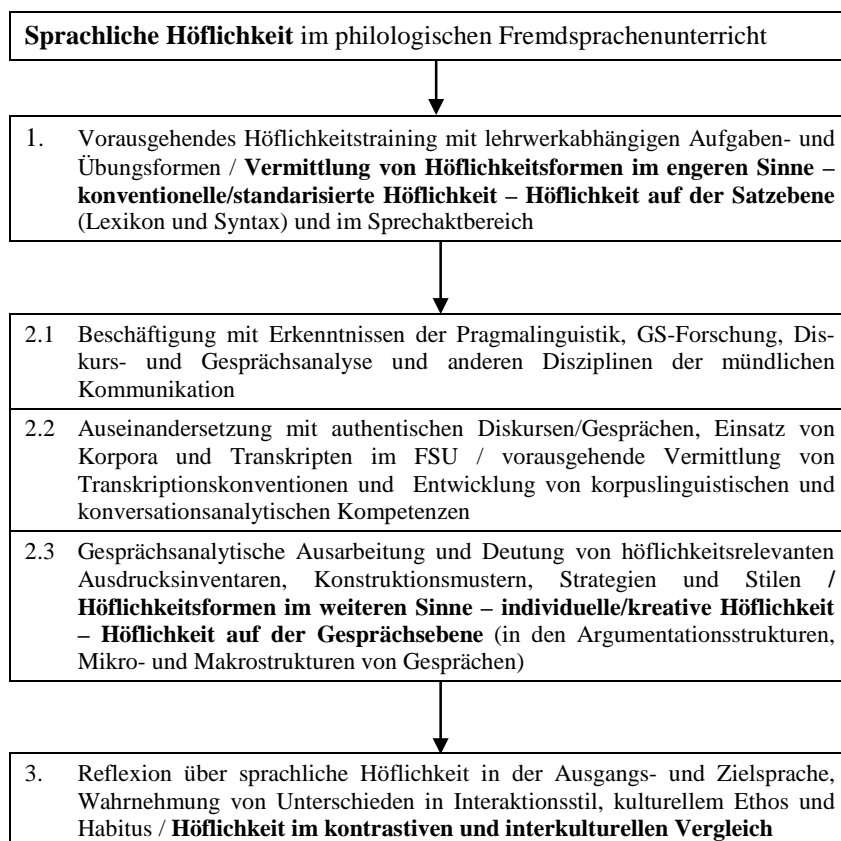 Sprachliche Höflichkeit im philologischen Fremdsprachenunterricht
1. Vorausgehendes Höflichkeitstraining mit lehrwerkabhängigen Aufgaben- und
Übungsformen / Vermittlung von Höflichkeitsformen im engeren Sinne –
konventionelle/standarisierte Höflichkeit – Höflichkeit auf der Satzebene
(Lexikon und Syntax) und im Sprechaktbereich
2.1 Beschäftigung mit Erkenntnissen der Pragmalinguistik, GS-Forschung, Dis-
kurs- und Gesprächsanalyse und anderen Disziplinen der mündlichen
Kommunikation
2.2 Auseinandersetzung mit authentischen Diskursen/Gesprächen, Einsatz von
Korpora und Transkripten im FSU / vorausgehende Vermittlung von
Transkriptionskonventionen und Entwicklung von korpuslinguistischen und
konversationsanalytischen Kompetenzen
2.3 Gesprächsanalytische Ausarbeitung und Deutung von höflichkeitsrelevanten
Ausdrucksinventaren, Konstruktionsmustern, Strategien und Stilen /
Höflichkeitsformen im weiteren Sinne – individuelle/kreative Höflichkeit
– Höflichkeit auf der Gesprächsebene (in den Argumentationsstrukturen,
Mikro- und Makrostrukturen von Gesprächen)
3. Reflexion über sprachliche Höflichkeit in der Ausgangs- und Zielsprache,
Wahrnehmung von Unterschieden in Interaktionsstil, kulturellem Ethos und
Habitus / Höflichkeit im kontrastiven und interkulturellen Vergleich